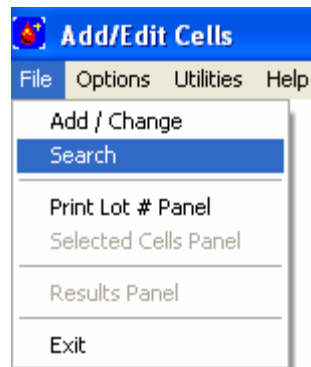 Add/Edit Cells
File Options Utilities Help
Add / Change
Search
Print Lot # Panel
Selected Cells Panel
Results Panel
Exit